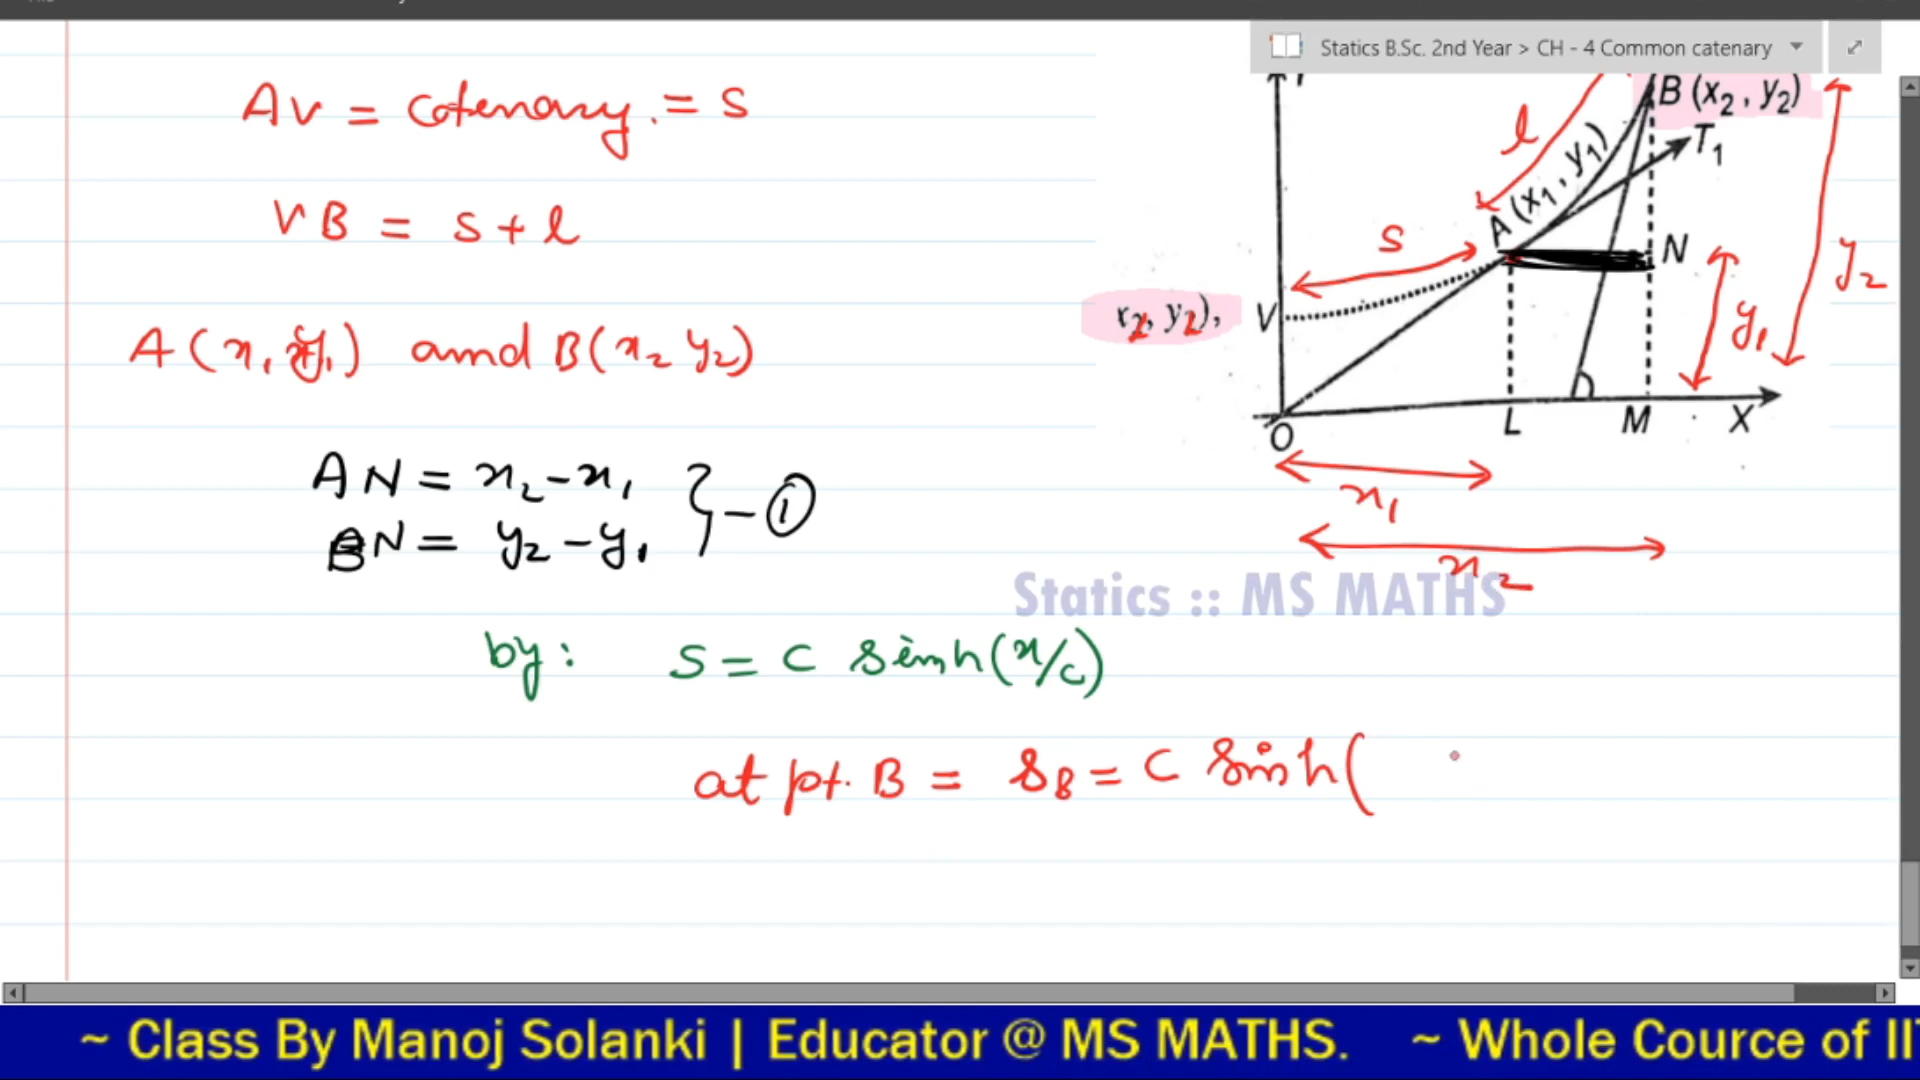 Statics B.Sc. 2nd Year > CH - 4 Common catenary
AV = Catenary. = S
VB = S + l
A(x₁ y₁) and B(x₂ y₂)
AN = x₂ - x₁
BN = y₂ - y₁ } - ①
by: S = C Sinh(x/c)
at pt. B = S_B = C Sinh(
B (x₂, y₂)
T₁
l
A (x₁, y₁)
S
N
y₂
V
y₁
O
L
M
X
x₁
x₂
Statics :: MS MATHS
~ Class By Manoj Solanki | Educator @ MS MATHS. ~ Whole Cource of II